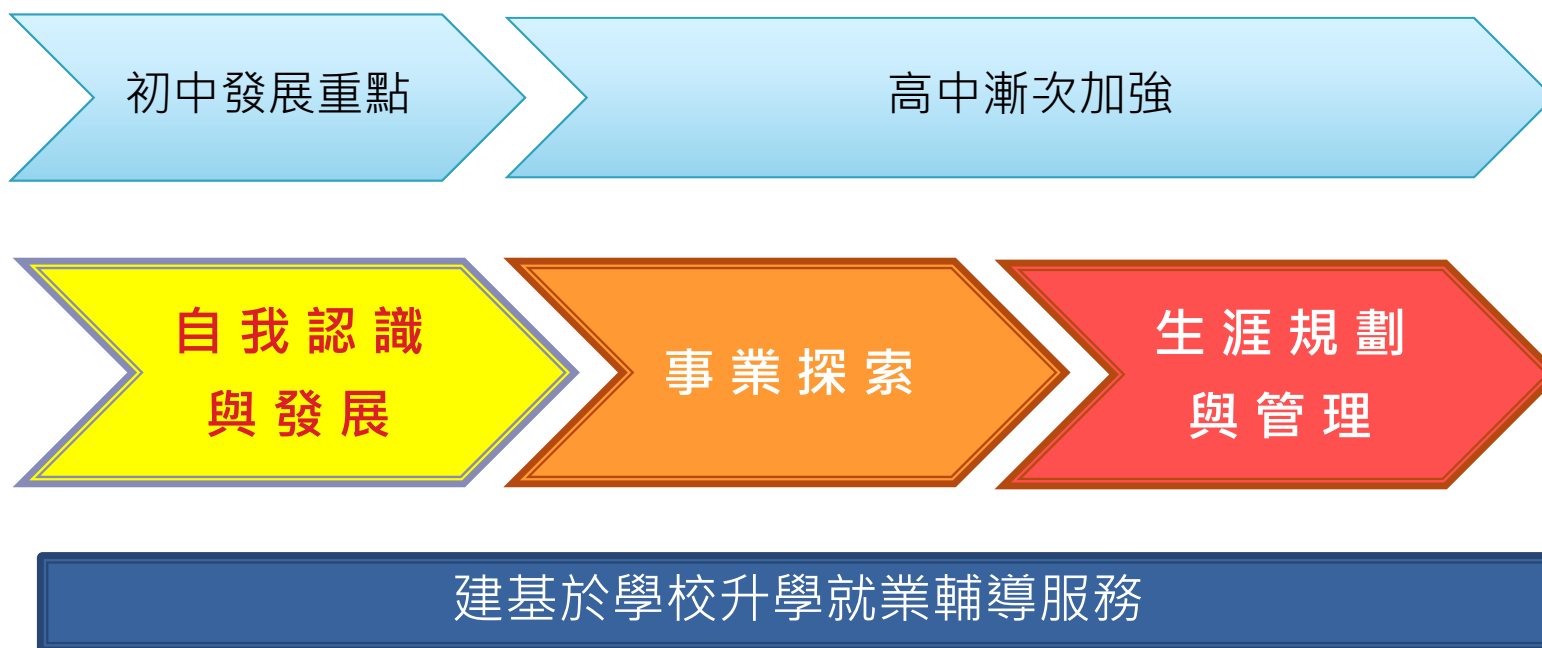 初中發展重點
高中漸次加強
自我認識
與發展
事業探索
生涯規劃
與管理
建基於學校升學就業輔導服務